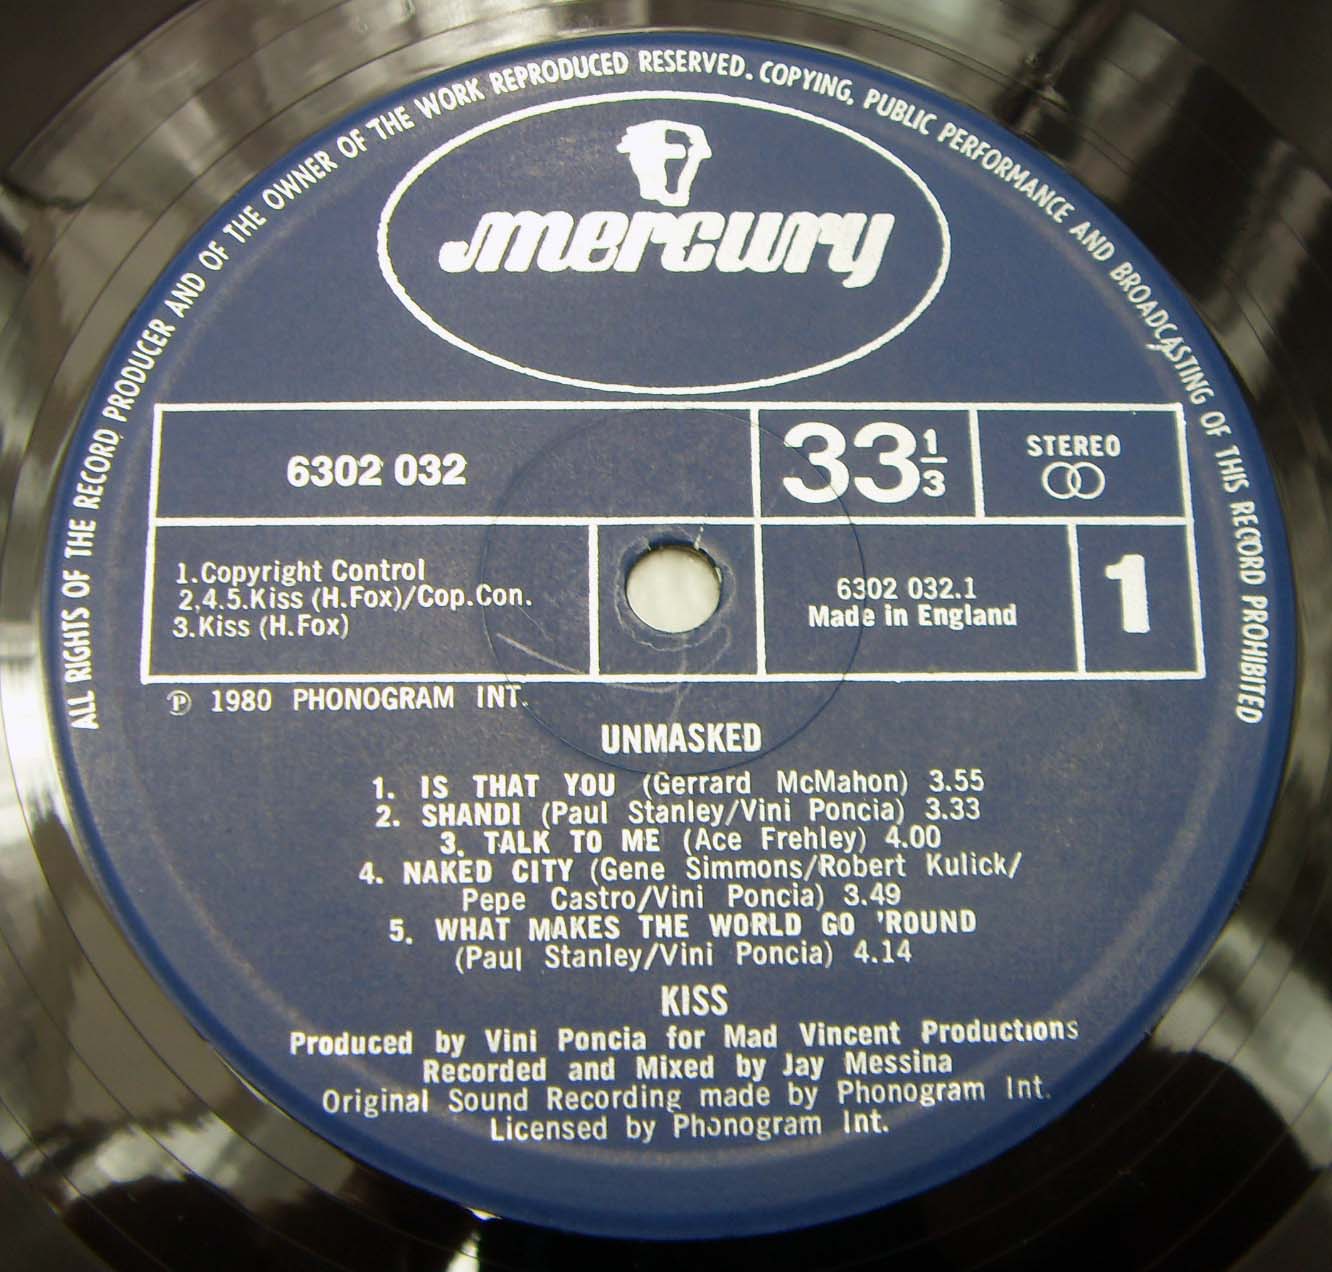 ALL RIGHTS OF THE RECORD PRODUCER AND OF THE OWNER OF THE WORK REPRODUCED RESERVED. COPYING, PUBLIC PERFORMANCE AND BROADCASTING OF THIS RECORD PROHIBITED
mercury
6302 032
33 1/3
STEREO
1.Copyright Control
2,4.5.Kiss (H.Fox)/Cop.Con.
3.Kiss (H.Fox)
6302 032.1
Made in England
1
℗ 1980 PHONOGRAM INT.
UNMASKED
1. IS THAT YOU (Gerrard McMahon) 3.55
2. SHANDI (Paul Stanley/Vini Poncia) 3.33
3. TALK TO ME (Ace Frehley) 4.00
4. NAKED CITY (Gene Simmons/Robert Kulick/
Pepe Castro/Vini Poncia) 3.49
5. WHAT MAKES THE WORLD GO 'ROUND
(Paul Stanley/Vini Poncia) 4.14
KISS
Produced by Vini Poncia for Mad Vincent Productions
Recorded and Mixed by Jay Messina
Original Sound Recording made by Phonogram Int.
Licensed by Phonogram Int.